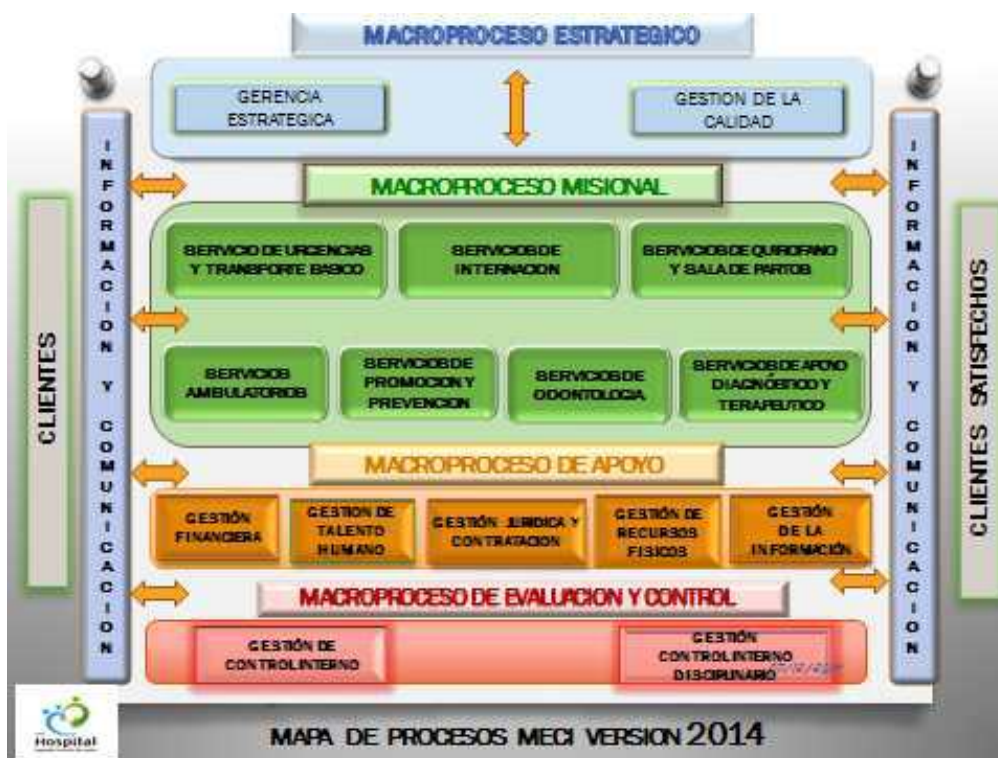 MACROPROCESO ESTRATEGICO
GERENCIA
ESTRATEGICA
GESTION DE LA
CALIDAD
INFORMACION Y COMUNICACION
INFORMACION Y COMUNICACION
CLIENTES
CLIENTES SATISFECHOS
MACROPROCESO MISIONAL
SERVICIO DE URGENCIAS
Y TRANSPORTE BASICO
SERVICIOS DE
INTERNACION
SERVICIOS DE QUIROFANO
Y SALA DE PARTOS
SERVICIOS
AMBULATORIOS
SERVICIOS DE
PROMOCION Y
PREVENCION
SERVICIOS DE
ODONTOLOGIA
SERVICIOS DE APOYO
DIAGNÓSTICO Y
TERAPEUTICO
MACROPROCESO DE APOYO
GESTIÓN
FINANCIERA
GESTION DE
TALENTO
HUMANO
GESTIÓN JURIDICA Y
CONTRATACION
GESTIÓN DE
RECURSOS
FISICOS
GESTIÓN
DE LA
INFORMACIÓN
MACROPROCESO DE EVALUACION Y CONTROL
GESTIÓN DE
CONTROL INTERNO
GESTIÓN
CONTROL INTERNO
DISCIPLINARIO
Hospital
MAPA DE PROCESOS MECI VERSION 2014